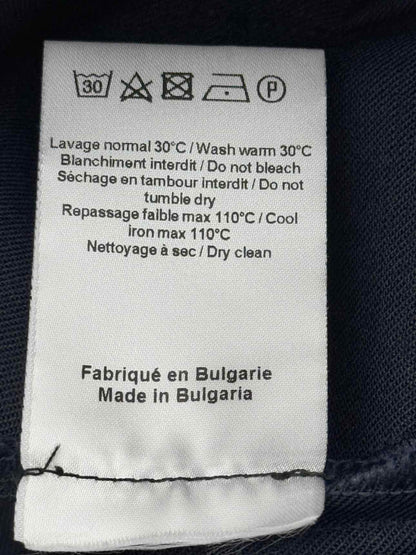 30 P
Lavage normal 30°C / Wash warm 30°C
Blanchiment interdit / Do not bleach
Séchage en tambour interdit / Do not
tumble dry
Repassage faible max 110°C / Cool
iron max 110°C
Nettoyage à sec / Dry clean
Fabriqué en Bulgarie
Made in Bulgaria